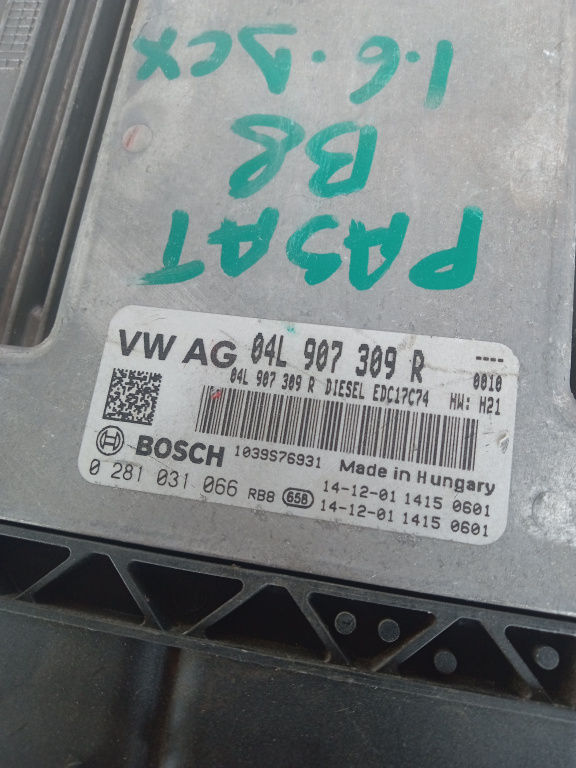 PASAT
B8
1.6. DCX
VW AG 04L 907 309 R ----
04L 907 309 R DIESEL EDC17C74 0010
HW: H21
BOSCH 1039S76931 Made in Hungary
0 281 031 066 RB8 658 14-12-01 1415 0601
14-12-01 1415 0601